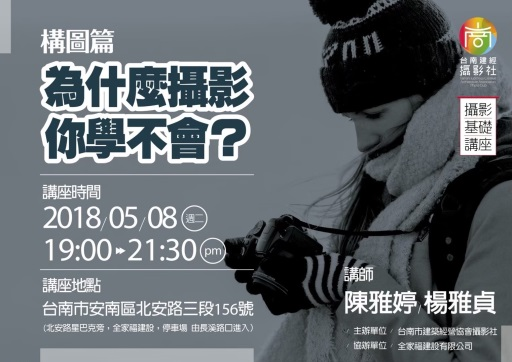 構圖篇
為什麼攝影
你學不會？
講座時間
2018/05/08 週二
19:00▸▸21:30 pm
講座地點
台南市安南區北安路三段156號
(北安路星巴克旁，全家福建設，停車場 由長溪路口進入)
台南建經
攝影社
攝影
基礎
講座
講師
陳雅婷/楊雅貞
主辦單位 / 台南市建築經營協會攝影社
協辦單位 / 全家福建設有限公司